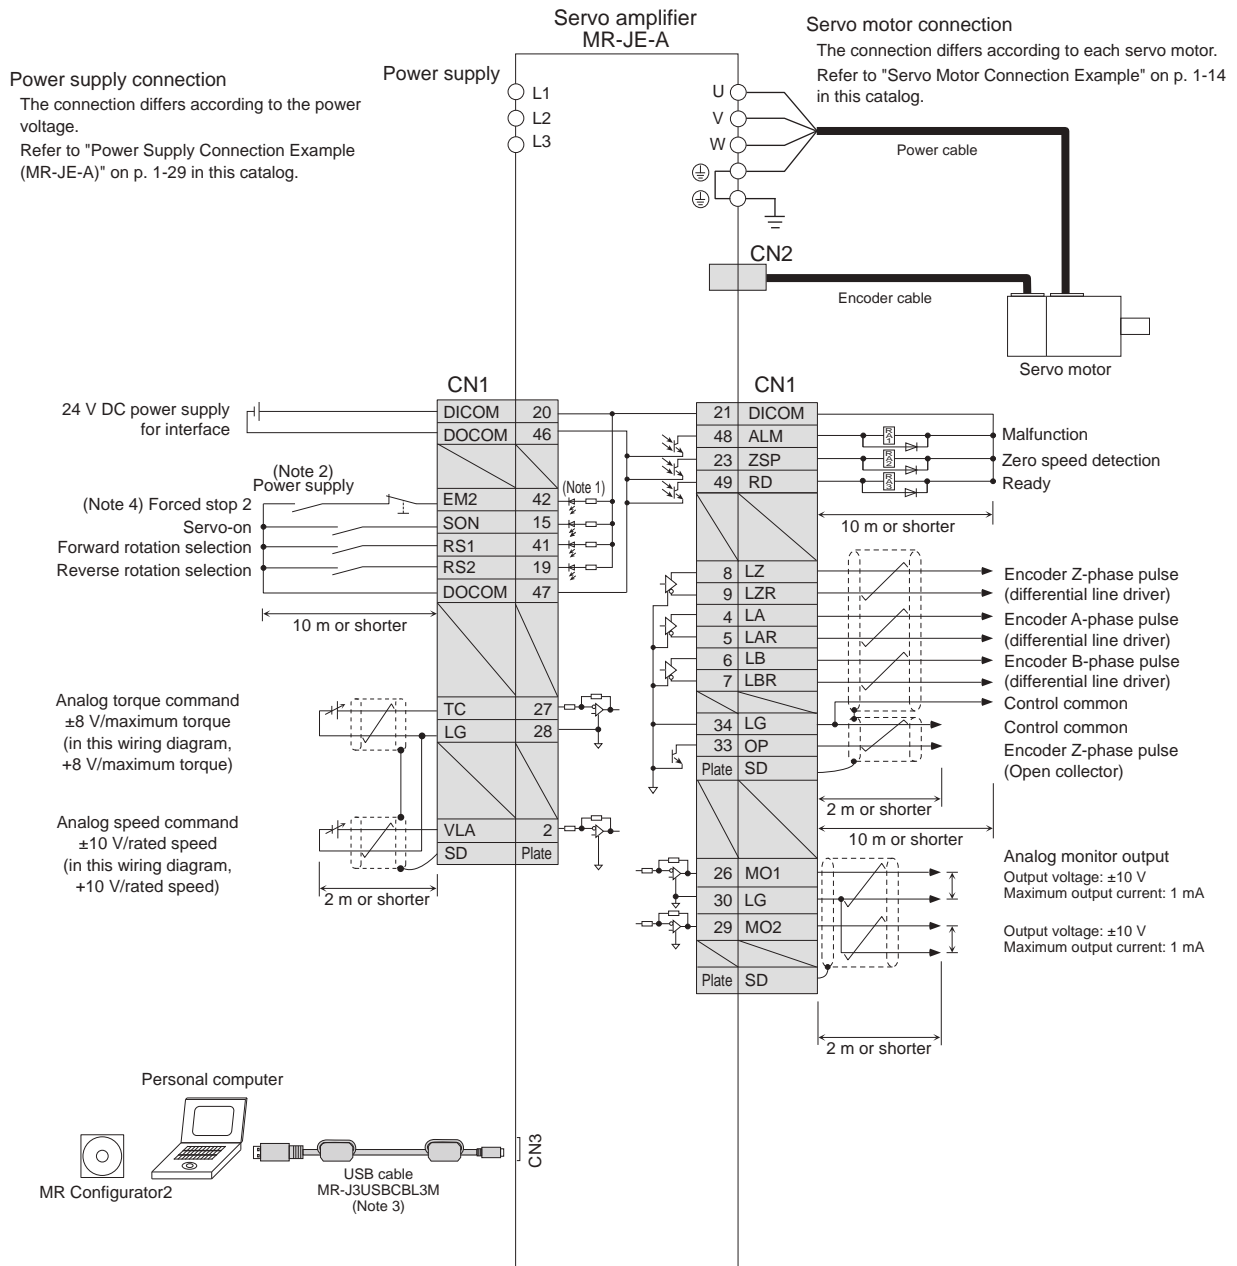 Servo amplifier
MR-JE-A
Servo motor connection
The connection differs according to each servo motor.
Refer to "Servo Motor Connection Example" on p. 1-14
in this catalog.
Power supply connection
The connection differs according to the power
voltage.
Refer to "Power Supply Connection Example
(MR-JE-A)" on p. 1-29 in this catalog.
Power supply
L1
L2
L3
U
V
W
Power cable
CN2
Encoder cable
Servo motor
CN1
24 V DC power supply
for interface
DICOM 20
DOCOM 46
(Note 2)
Power supply
(Note 4) Forced stop 2
EM2 42
(Note 1)
Servo-on
SON 15
Forward rotation selection
RS1 41
Reverse rotation selection
RS2 19
DOCOM 47
10 m or shorter
Analog torque command
±8 V/maximum torque
(in this wiring diagram,
+8 V/maximum torque)
TC 27
LG 28
Analog speed command
±10 V/rated speed
(in this wiring diagram,
+10 V/rated speed)
VLA 2
SD Plate
2 m or shorter
CN1
21 DICOM
48 ALM
RA1
Malfunction
23 ZSP
RA2
Zero speed detection
49 RD
RA3
Ready
10 m or shorter
8 LZ
Encoder Z-phase pulse
9 LZR
(differential line driver)
4 LA
Encoder A-phase pulse
5 LAR
(differential line driver)
6 LB
Encoder B-phase pulse
7 LBR
(differential line driver)
Control common
34 LG
Control common
33 OP
Encoder Z-phase pulse
Plate SD
(Open collector)
2 m or shorter
10 m or shorter
Analog monitor output
26 MO1
Output voltage: ±10 V
Maximum output current: 1 mA
30 LG
29 MO2
Output voltage: ±10 V
Maximum output current: 1 mA
Plate SD
2 m or shorter
Personal computer
MR Configurator2
USB cable
MR-J3USBCBL3M
(Note 3)
CN3